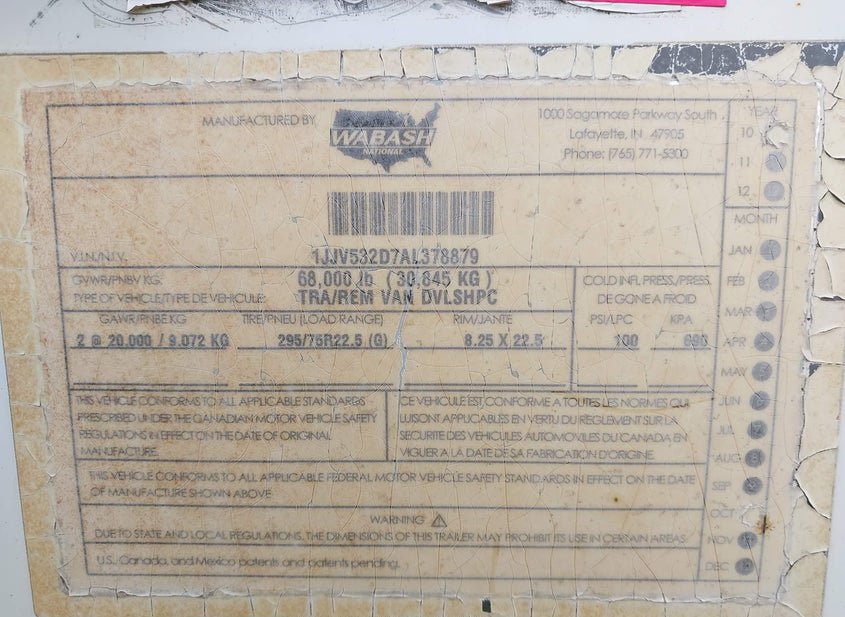 MANUFACTURED BY
WABASH
NATIONAL
1000 Sagamore Parkway South
Lafayette, IN 47905
Phone: (765) 771-5300
YEAR
10
11
12
V.I.N./N.I.V.
1JJV532D7AL378879
GVWR/PNBV KG:
68,000 lb ( 30,845 KG )
TYPE OF VEHICLE/TYPE DE VEHICULE:
TRA/REM VAN DVLSHPC
COLD INFL PRESS./PRESS.
DE GONE A FROID
GAWR/PNBE KG
TIRE/PNEU (LOAD RANGE)
RIM/JANTE
PSI/LPC
KPA
2 @ 20.000 / 9.072 KG
295/75R22.5 (G)
8.25 X 22.5
100
690
THIS VEHICLE CONFORMS TO ALL APPLICABLE STANDARDS
PRESCRIBED UNDER THE CANADIAN MOTOR VEHICLE SAFETY
REGULATIONS IN EFFECT ON THE DATE OF ORIGINAL
MANUFACTURE.
CE VEHICULE EST CONFORME A TOUTES LES NORMES QUI
LUISONT APPLICABLES EN VERTU DU REGLEMENT SUR LA
SECURITE DES VEHICULES AUTOMOVILES DU CANADA EN
VIGUER A LA DATE DE SA FABRICATION D'ORIGINE.
THIS VEHICLE CONFORMS TO ALL APPLICABLE FEDERAL MOTOR VEHICLE SAFETY STANDARDS IN EFFECT ON THE DATE
OF MANUFACTURE SHOWN ABOVE
WARNING
DUE TO STATE AND LOCAL REGULATIONS, THE DIMENSIONS OF THIS TRAILER MAY PROHIBIT ITS USE IN CERTAIN AREAS.
U.S., Canada, and Mexico patents and patents pending.
MONTH
JAN
FEB
MAR
APR
MAY
JUN
JUL
AUG
SEP
OCT
NOV
DEC